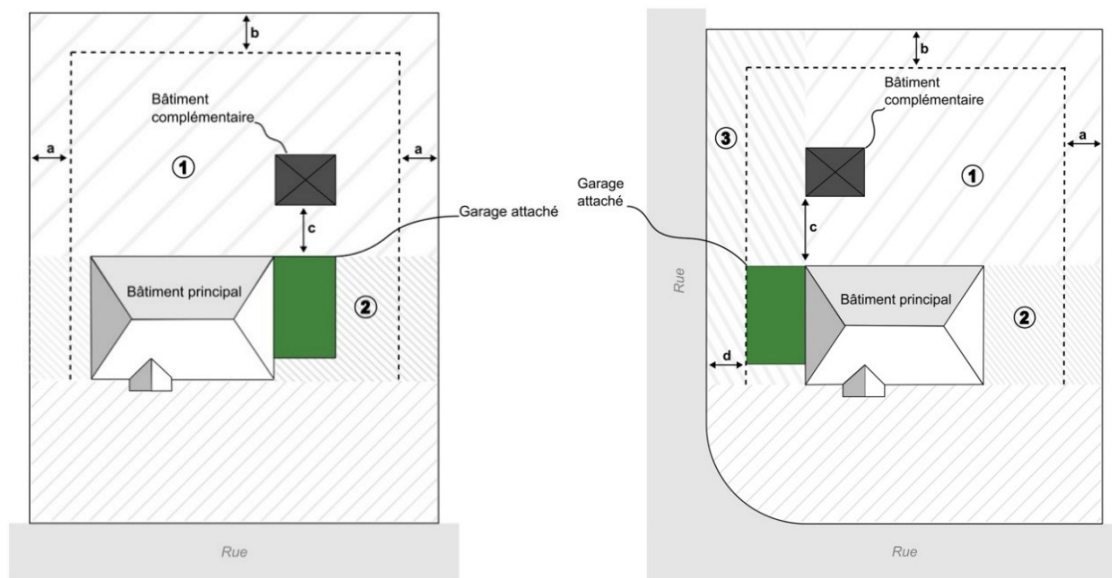 b
Bâtiment
complémentaire
a
1
a
c
Garage attaché
Bâtiment principal
2
Rue
b
Bâtiment
complémentaire
3
a
1
Garage
attaché
c
Rue
Bâtiment principal
2
d
Rue